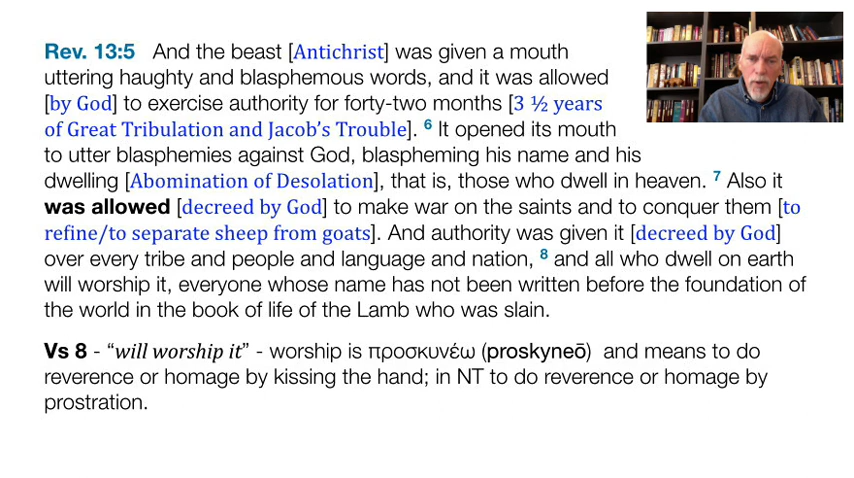 Rev. 13:5 And the beast [Antichrist] was given a mouth
uttering haughty and blasphemous words, and it was allowed
[by God] to exercise authority for forty-two months [3 ½ years
of Great Tribulation and Jacob's Trouble]. 6 It opened its mouth
to utter blasphemies against God, blaspheming his name and his
dwelling [Abomination of Desolation], that is, those who dwell in heaven. 7 Also it
was allowed [decreed by God] to make war on the saints and to conquer them [to
refine/to separate sheep from goats]. And authority was given it [decreed by God]
over every tribe and people and language and nation, 8 and all who dwell on earth
will worship it, everyone whose name has not been written before the foundation of
the world in the book of life of the Lamb who was slain.
Vs 8 - “will worship it” - worship is προσκυνέω (proskyneō) and means to do
reverence or homage by kissing the hand; in NT to do reverence or homage by
prostration.